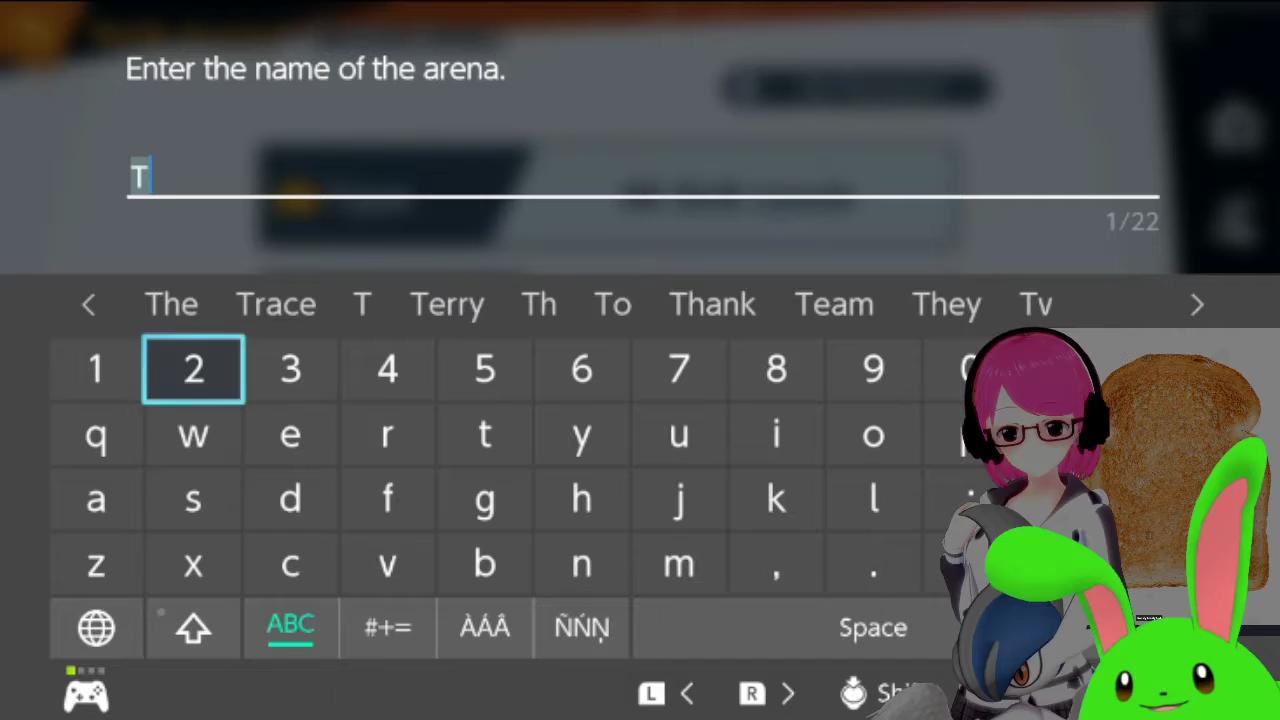 Enter the name of the arena.
T
1/22
< The Trace T Terry Th To Thank Team They Tv >
1 2 3 4 5 6 7 8 9
q w e r t y u i o
a s d f g h j k l
z x c v b n m , .
ABC #+= ÀÁÂ ÑŃŅ Space
L < R >